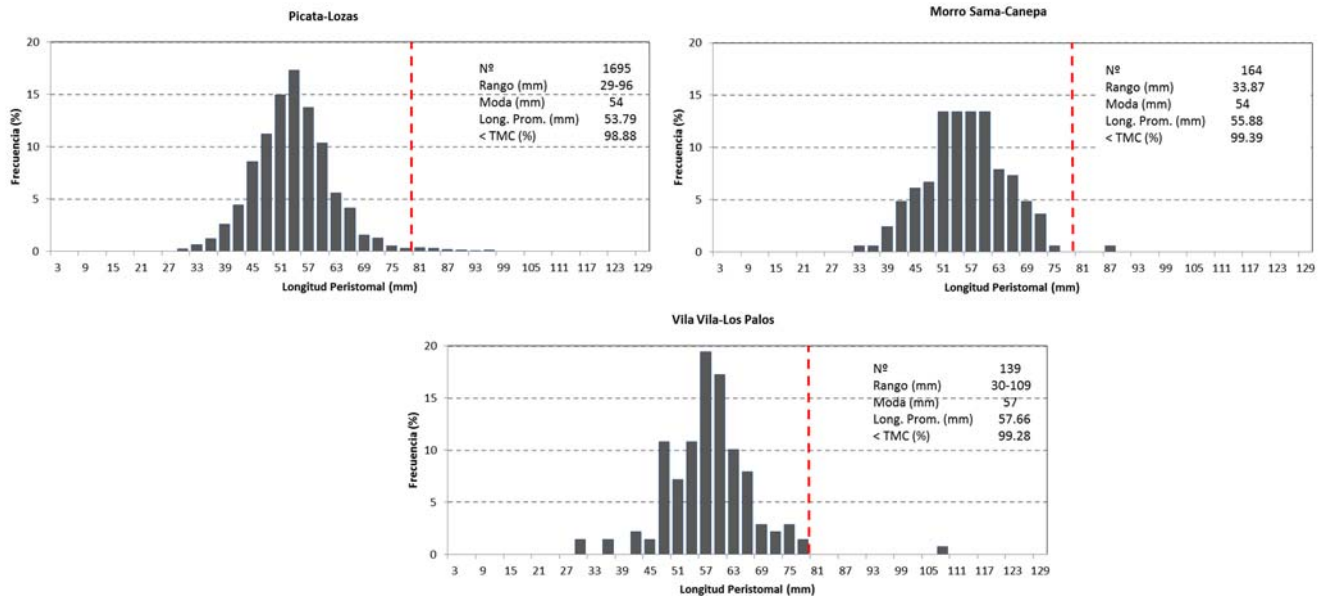 Picata-Lozas
Frecuencia (%)
20
15
10
5
0
Nº 1695
Rango (mm) 29-96
Moda (mm) 54
Long. Prom. (mm) 53.79
< TMC (%) 98.88
3 9 15 21 27 33 39 45 51 57 63 69 75 81 87 93 99 105 111 117 123 129
Longitud Peristomal (mm)
Morro Sama-Canepa
Frecuencia (%)
20
15
10
5
0
Nº 164
Rango (mm) 33.87
Moda (mm) 54
Long. Prom. (mm) 55.88
< TMC (%) 99.39
3 9 15 21 27 33 39 45 51 57 63 69 75 81 87 93 99 105 111 117 123 129
Longitud Peristomal (mm)
Vila Vila-Los Palos
Frecuencia (%)
20
15
10
5
0
Nº 139
Rango (mm) 30-109
Moda (mm) 57
Long. Prom. (mm) 57.66
< TMC (%) 99.28
3 9 15 21 27 33 39 45 51 57 63 69 75 81 87 93 99 105 111 117 123 129
Longitud Peristomal (mm)